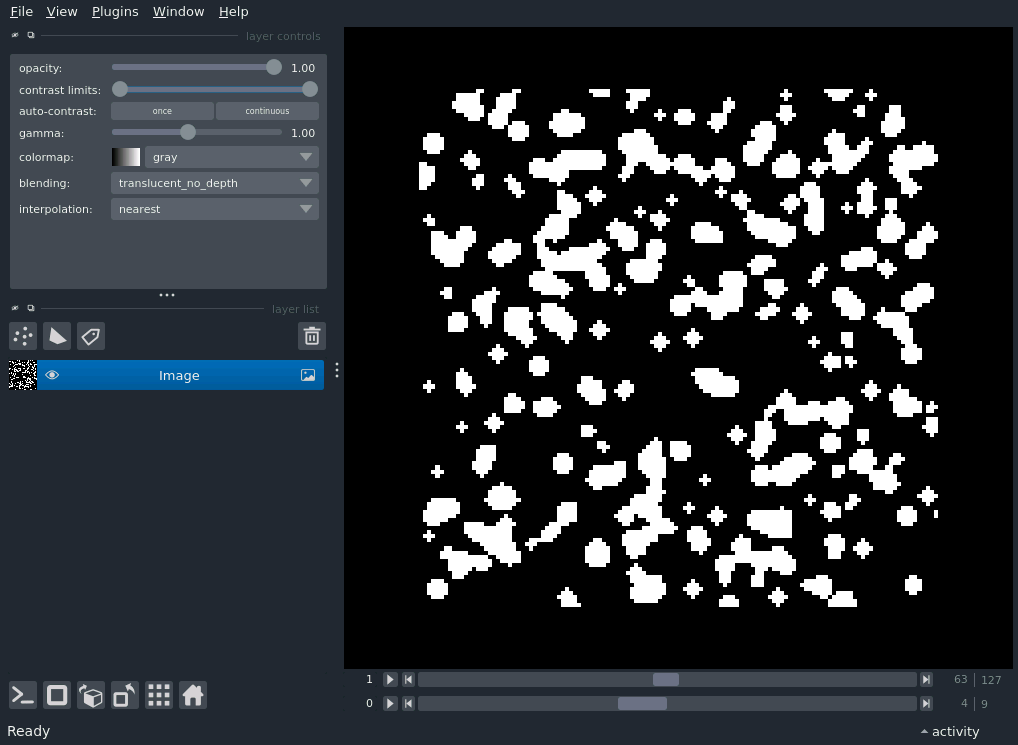 File View Plugins Window Help
layer controls
opacity: 1.00
contrast limits:
auto-contrast: once continuous
gamma: 1.00
colormap: gray
blending: translucent_no_depth
interpolation: nearest
layer list
Image
1 63 127
0 4 9
Ready activity